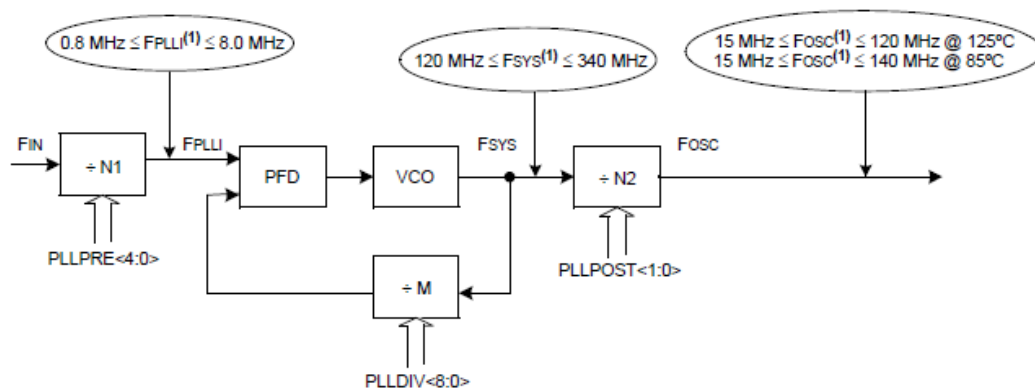 0.8 MHz ≤ FPLLI(1) ≤ 8.0 MHz
120 MHz ≤ FSYS(1) ≤ 340 MHz
15 MHz ≤ FOSC(1) ≤ 120 MHz @ 125ºC
15 MHz ≤ FOSC(1) ≤ 140 MHz @ 85ºC
FIN
÷ N1
FPLLI
PFD
VCO
FSYS
÷ N2
FOSC
PLLPRE<4:0>
÷ M
PLLPOST<1:0>
PLLDIV<8:0>